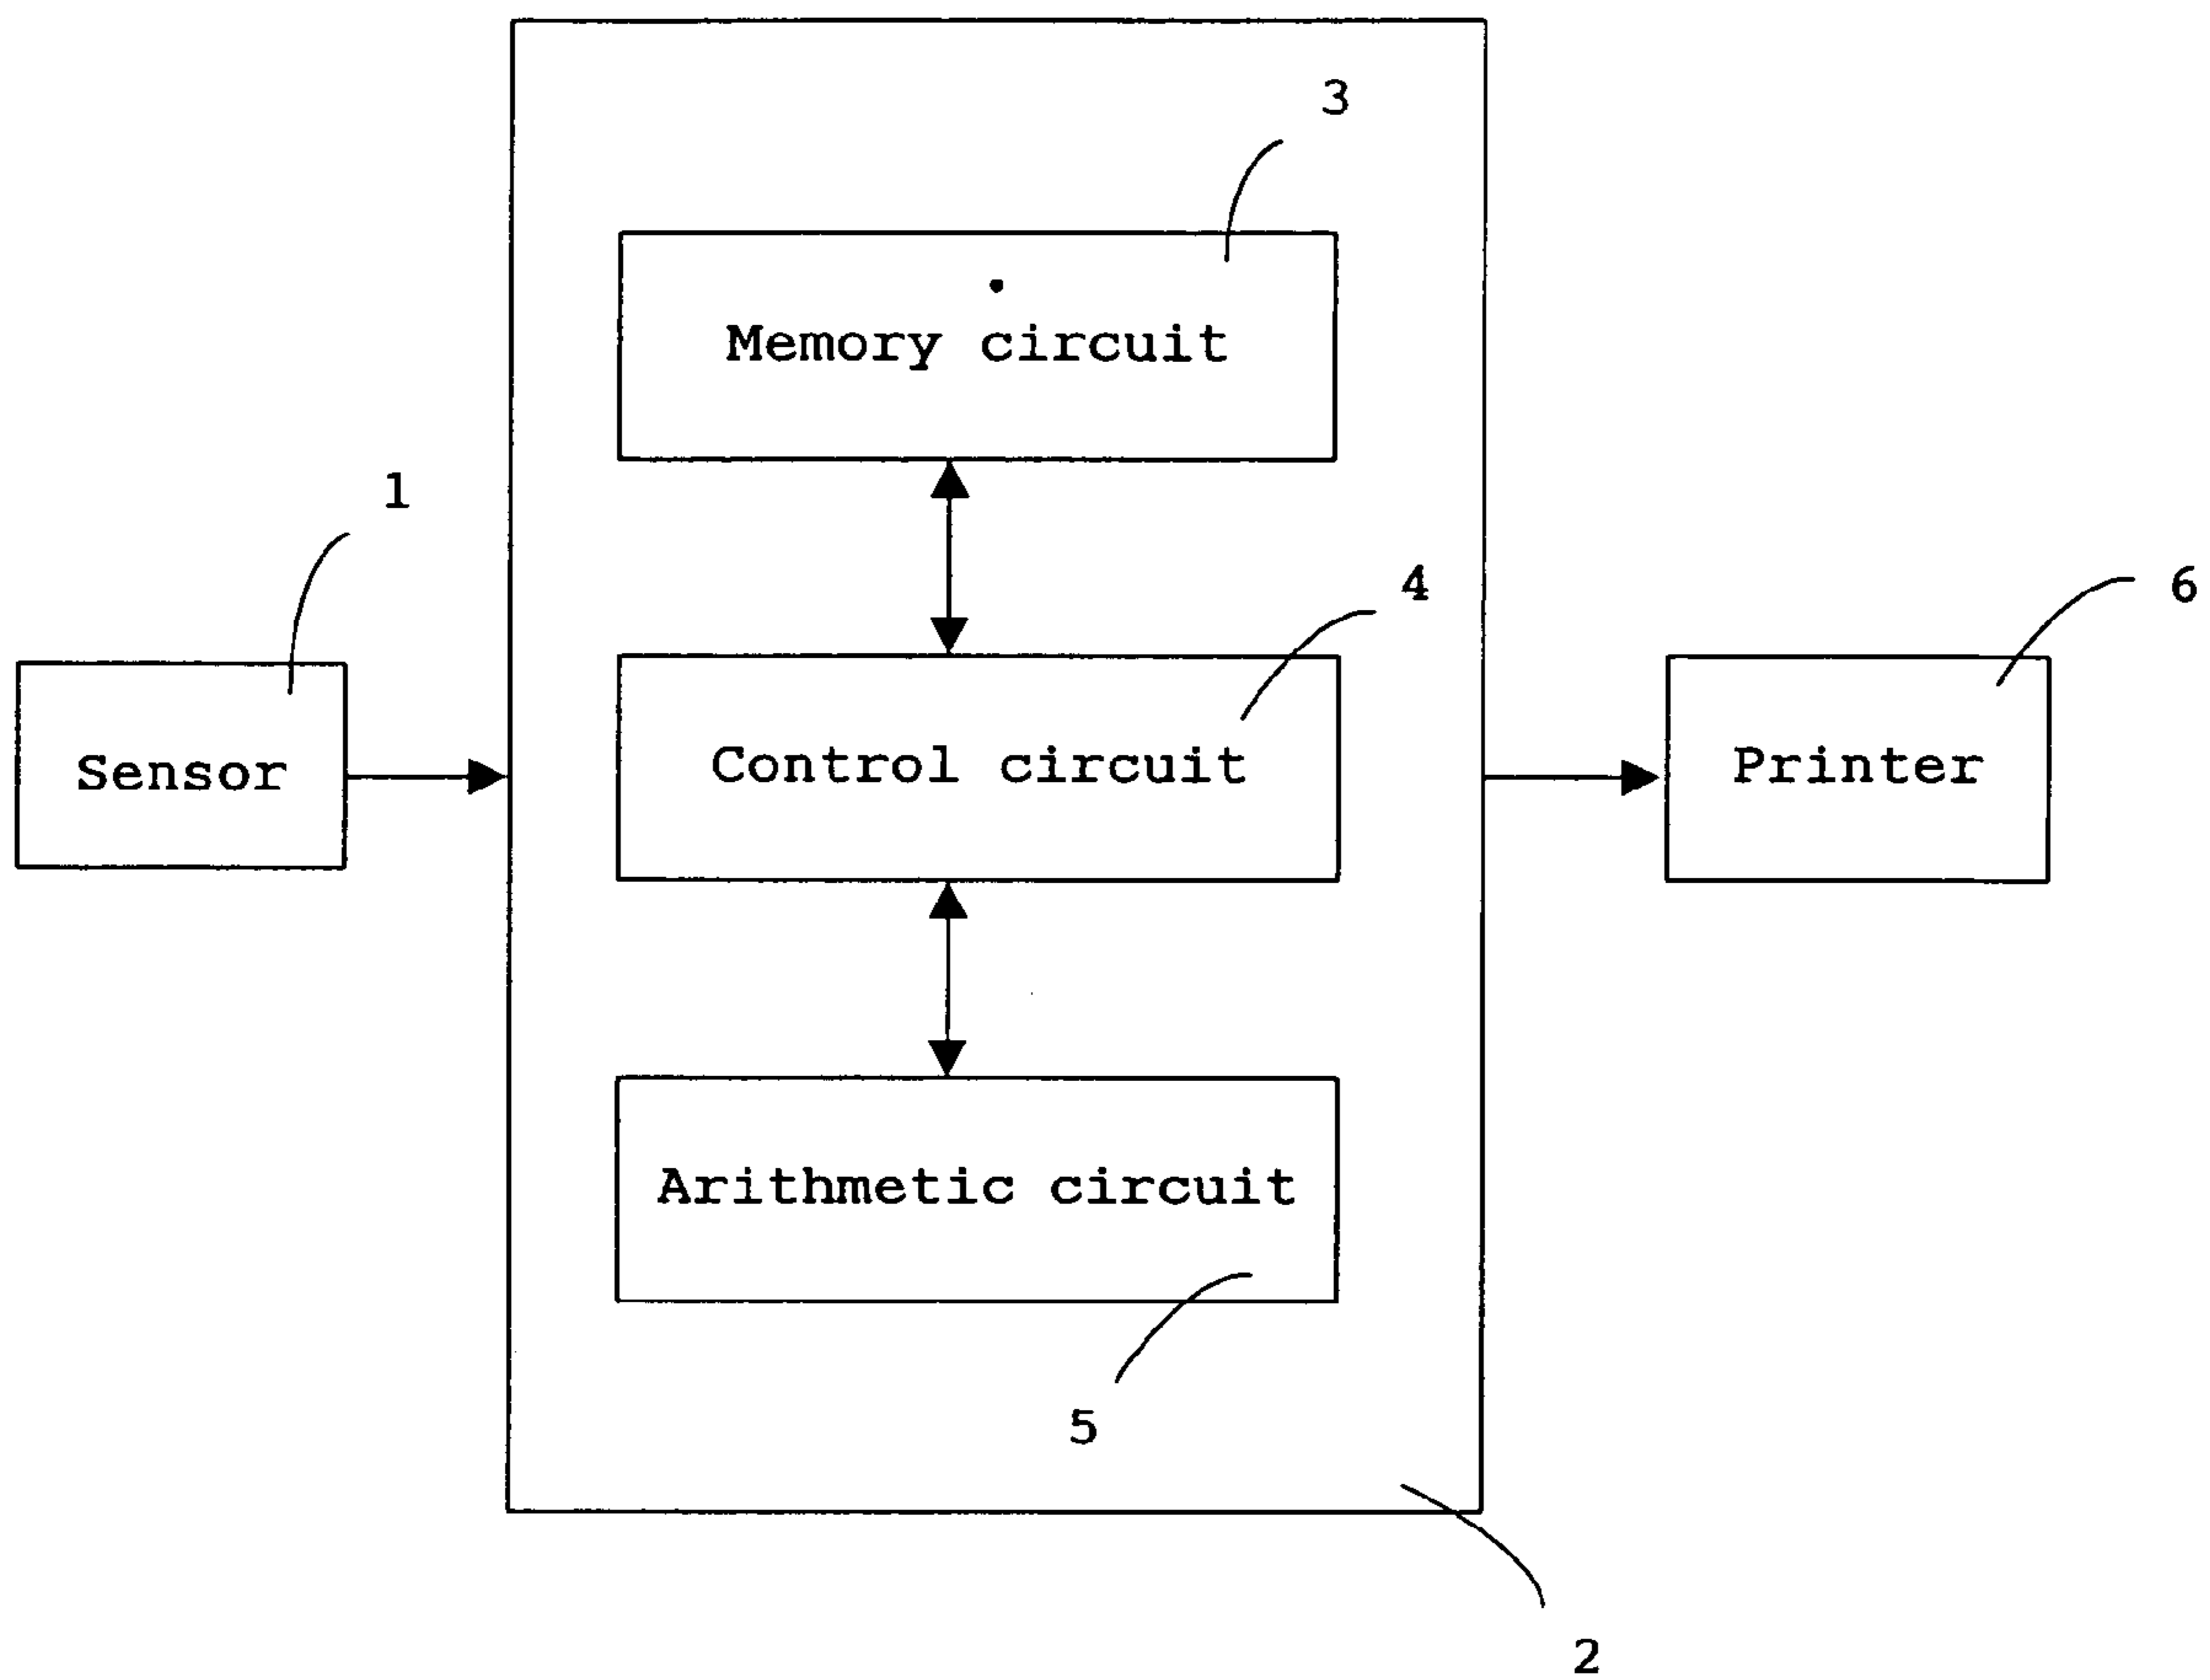 3
Memory circuit
1
4
6
Sensor
Control circuit
Printer
Arithmetic circuit
5
2